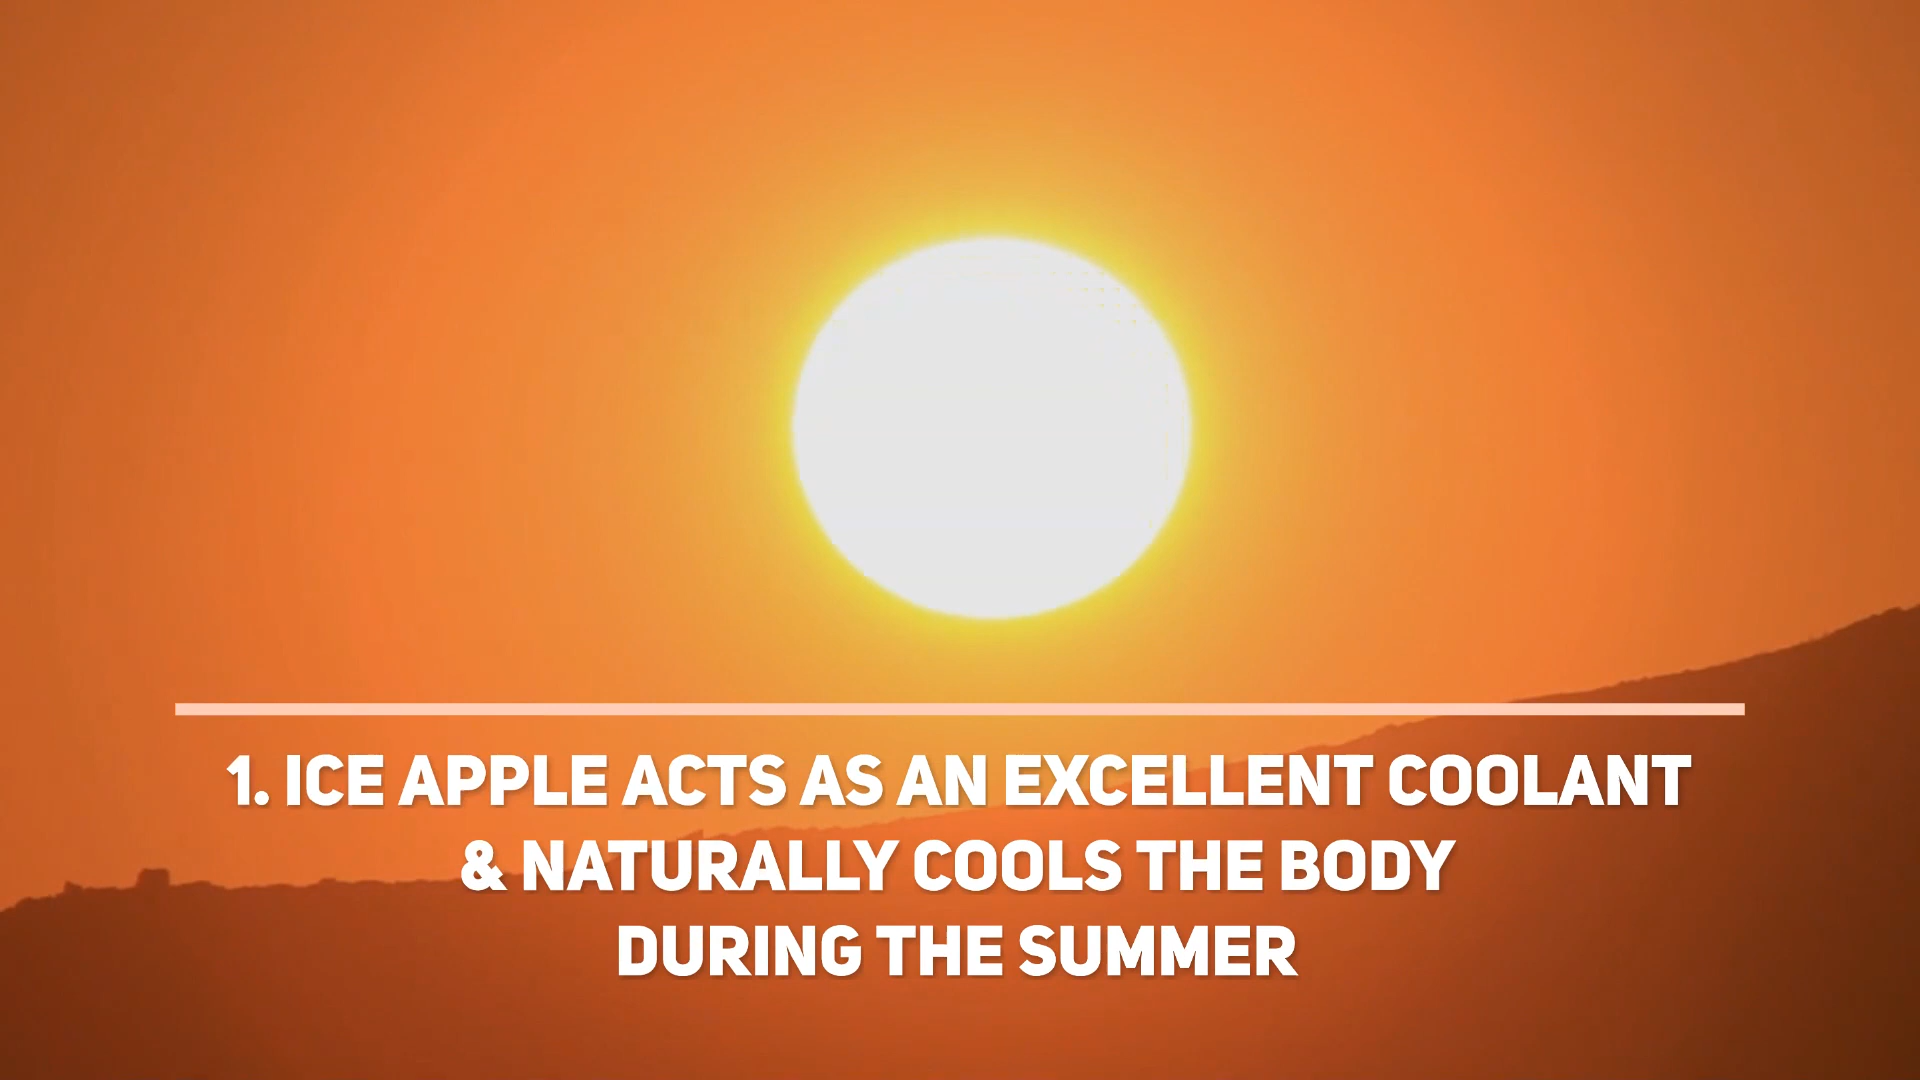 1. ICE APPLE ACTS AS AN EXCELLENT COOLANT
& NATURALLY COOLS THE BODY
DURING THE SUMMER